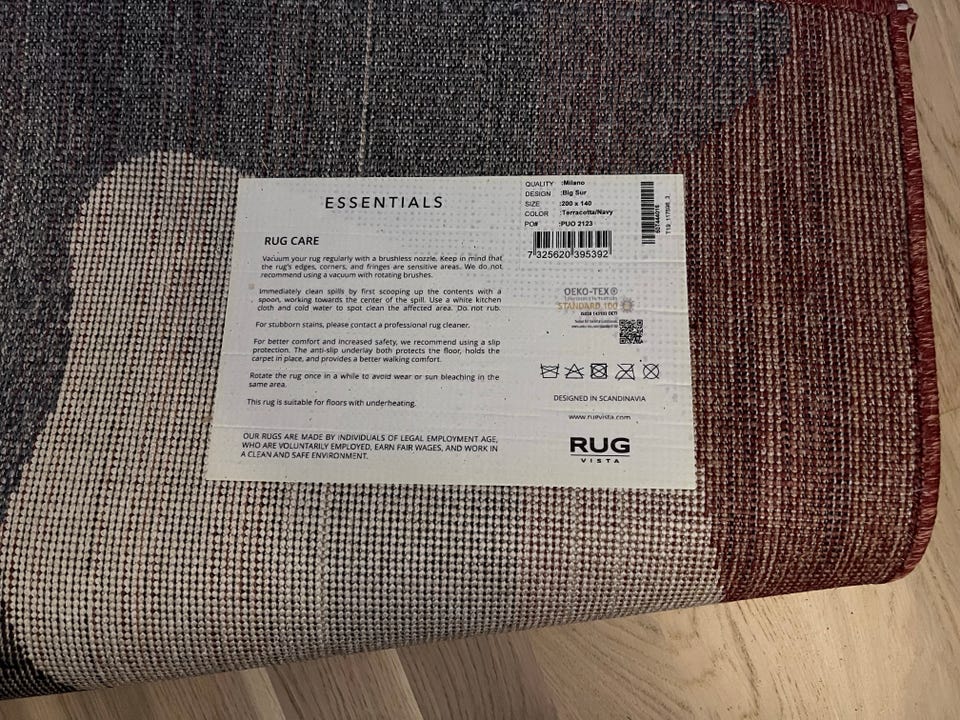 ESSENTIALS
RUG CARE
Vacuum your rug regularly with a brushless nozzle. Keep in mind that
the rug's edges, corners, and fringes are sensitive areas. We do not
recommend using a vacuum with rotating brushes.
Immediately clean spills by first scooping up the contents with a
spoon, working towards the center of the spill. Use a white kitchen
cloth and cold water to spot clean the affected area. Do not rub.
For stubborn stains, please contact a professional rug cleaner.
For better comfort and increased safety, we recommend using a slip
protection. The anti-slip underlay both protects the floor, holds the
carpet in place, and provides a better walking comfort.
Rotate the rug once in a while to avoid wear or sun bleaching in the
same area.
This rug is suitable for floors with underheating.
OUR RUGS ARE MADE BY INDIVIDUALS OF LEGAL EMPLOYMENT AGE,
WHO ARE VOLUNTARILY EMPLOYED, EARN FAIR WAGES, AND WORK IN
A CLEAN AND SAFE ENVIRONMENT.
QUALITY :Milano
DESIGN :Big Sur
SIZE :200 x 140
COLOR :Terracotta/Navy
PO# :PUO 2123
7 325620 395392
OEKO-TEX®
STANDARD 100
DESIGNED IN SCANDINAVIA
www.rugvista.com
RUG
VISTA